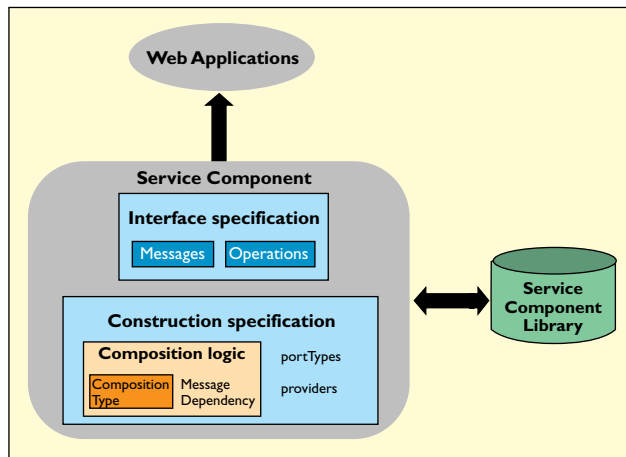 Web Applications
Service Component
Interface specification
Messages
Operations
Construction specification
Composition logic
portTypes
Composition
Type
Message
Dependency
providers
Service
Component
Library